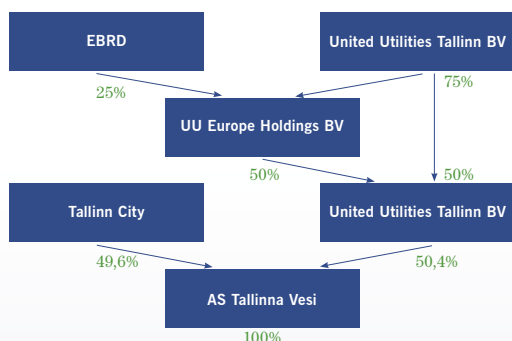 EBRD
United Utilities Tallinn BV
25%
75%
UU Europe Holdings BV
50%
50%
Tallinn City
United Utilities Tallinn BV
49,6%
50,4%
AS Tallinna Vesi
100%